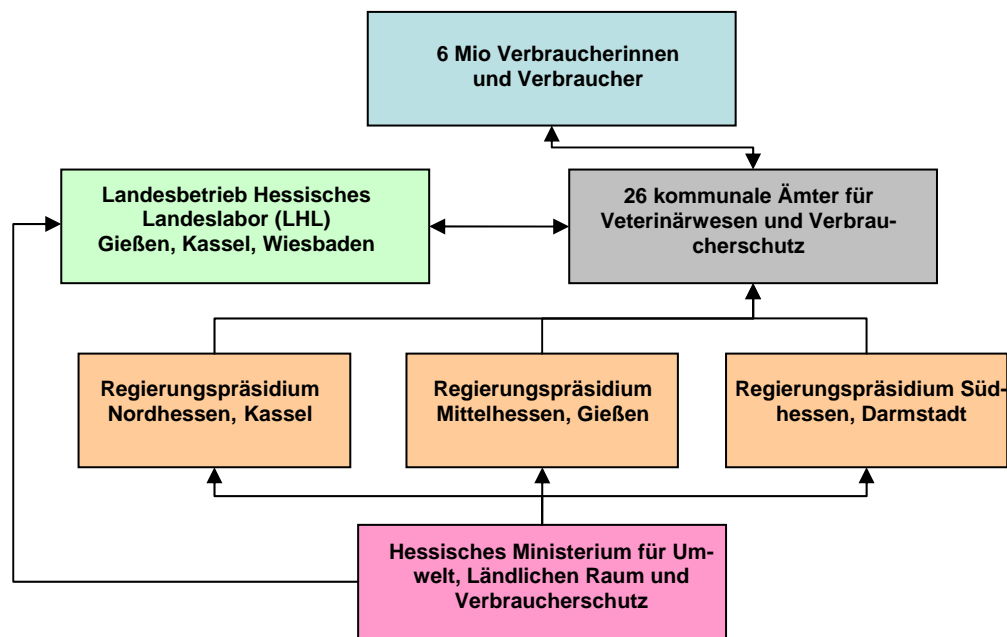 6 Mio Verbraucherinnen
und Verbraucher
Landesbetrieb Hessisches
Landeslabor (LHL)
Gießen, Kassel, Wiesbaden
26 kommunale Ämter für
Veterinärwesen und Verbrau-
cherschutz
Regierungspräsidium
Nordhessen, Kassel
Regierungspräsidium
Mittelhessen, Gießen
Regierungspräsidium Süd-
hessen, Darmstadt
Hessisches Ministerium für Um-
welt, Ländlichen Raum und
Verbraucherschutz